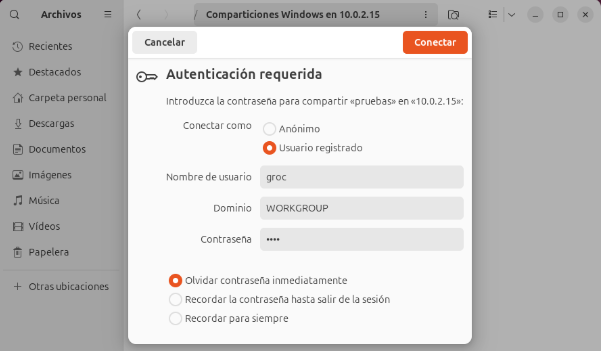 Archivos
/ Comparticiones Windows en 10.0.2.15
Recientes
Destacados
Carpeta personal
Descargas
Documentos
Imágenes
Música
Vídeos
Papelera
+ Otras ubicaciones
Cancelar
Conectar
Autenticación requerida
Introduzca la contraseña para compartir «pruebas» en «10.0.2.15»:
Conectar como
Anónimo
Usuario registrado
Nombre de usuario groc
Dominio WORKGROUP
Contraseña ••••
Olvidar contraseña inmediatamente
Recordar la contraseña hasta salir de la sesión
Recordar para siempre